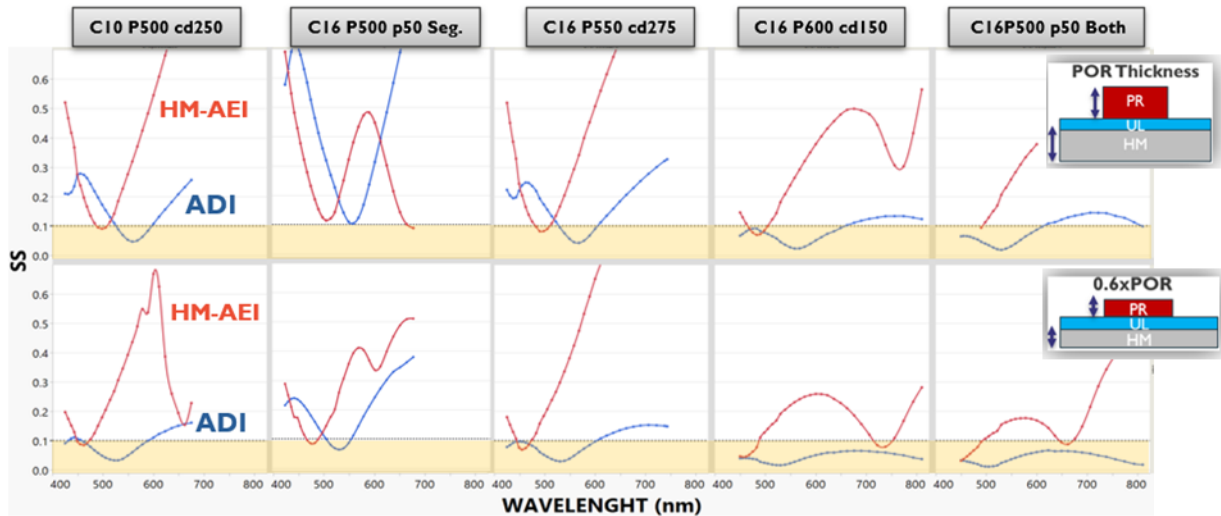 C10 P500 cd250
C16 P500 p50 Seg.
C16 P550 cd275
C16 P600 cd150
C16P500 p50 Both
0.6
0.5
0.4
0.3
0.2
0.1
0.0
HM-AEI
ADI
POR Thickness
PR
UL
HM
SS
0.6
0.5
0.4
0.3
0.2
0.1
0.0
HM-AEI
ADI
0.6xPOR
PR
UL
HM
400 500 600 700 800
400 500 600 700 800
400 500 600 700 800
400 500 600 700 800
400 500 600 700 800
WAVELENGHT (nm)